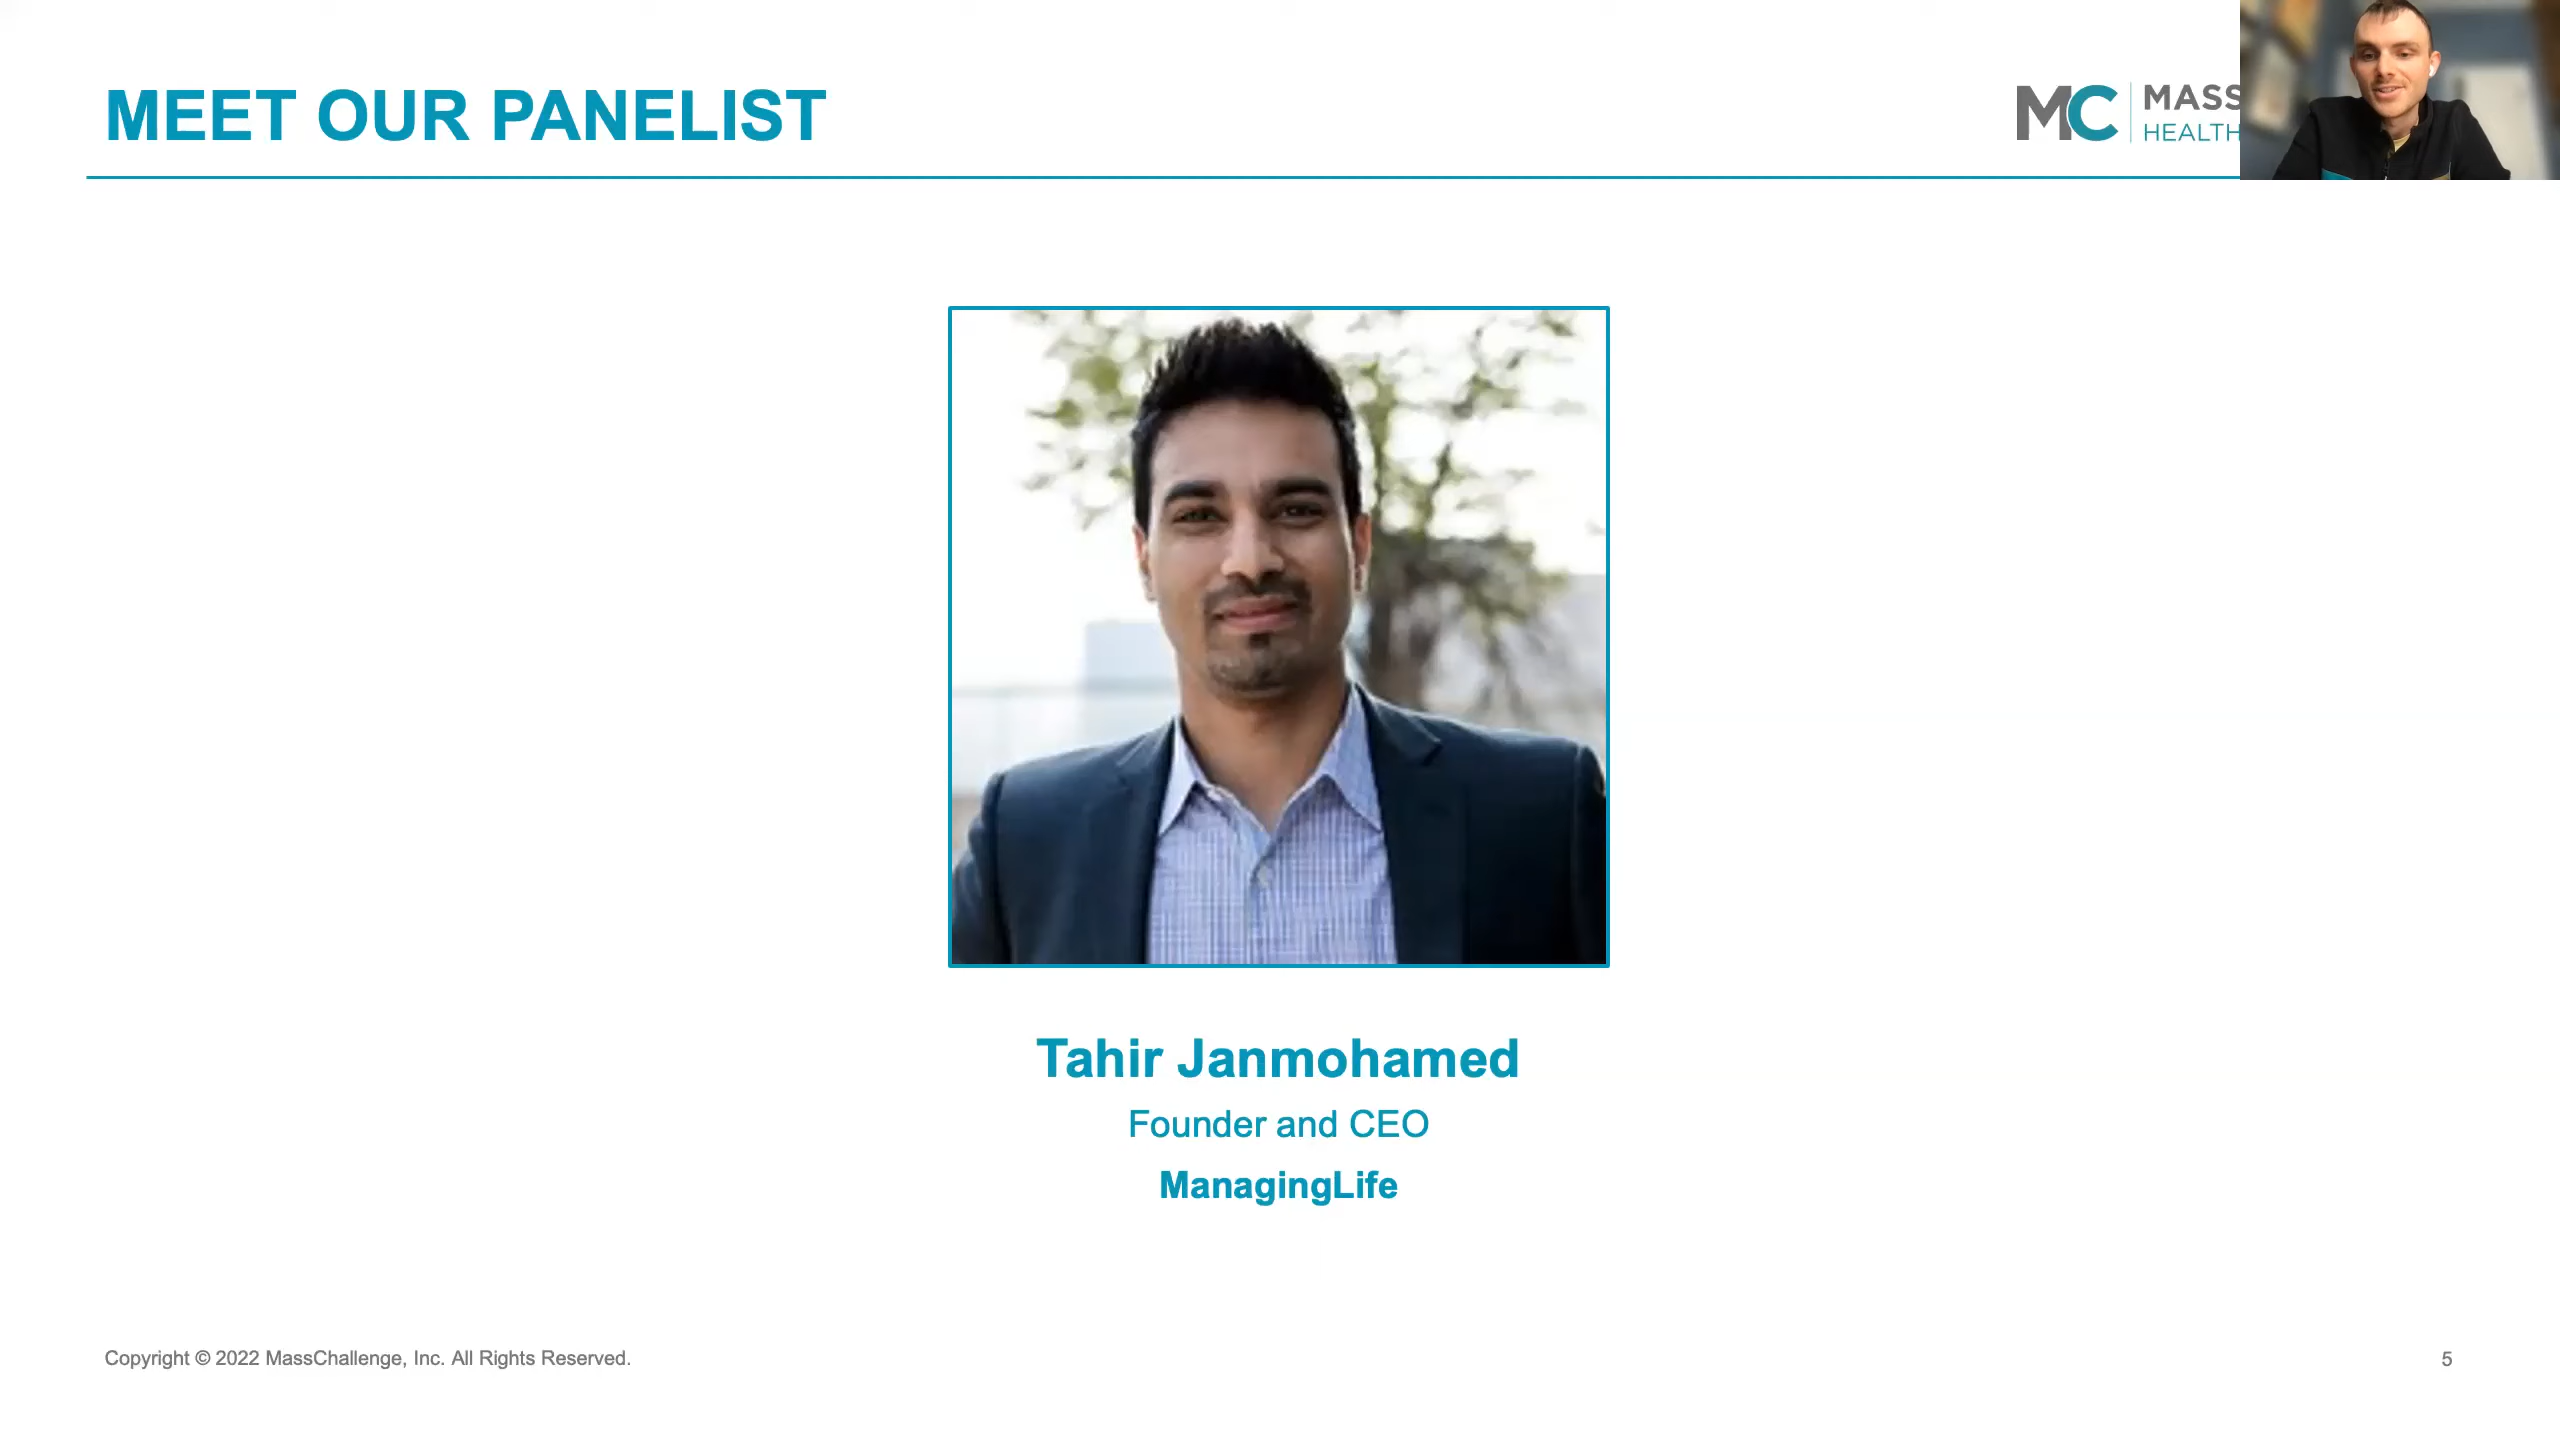 MEET OUR PANELIST
MC
MASS
HEALTH
Tahir Janmohamed
Founder and CEO
ManagingLife
Copyright © 2022 MassChallenge, Inc. All Rights Reserved.
5